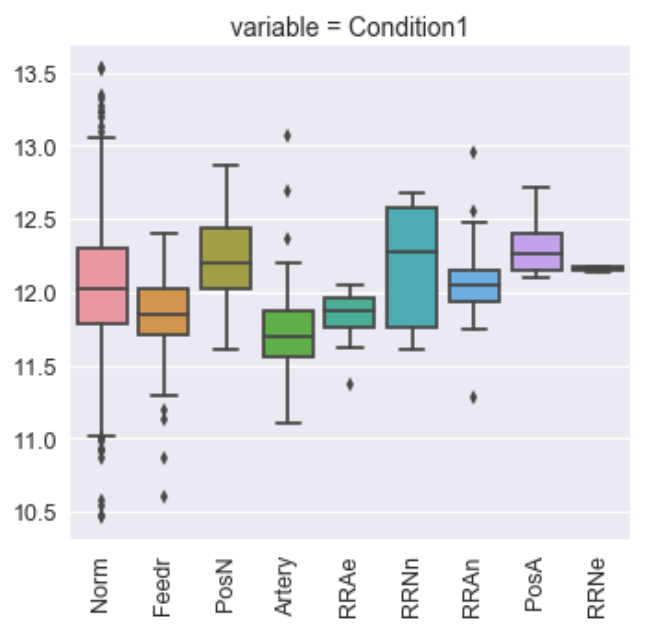 variable = Condition1
13.5
13.0
12.5
12.0
11.5
11.0
10.5
Norm
Feedr
PosN
Artery
RRAe
RRNn
RRAn
PosA
RRNe